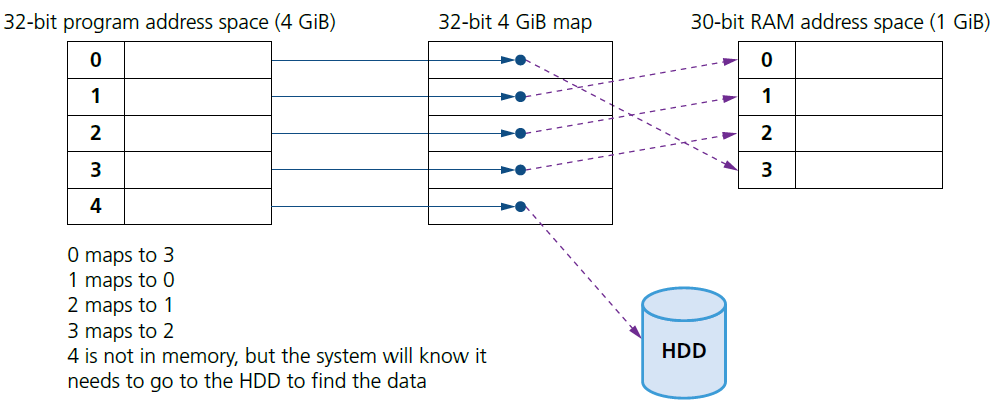 32-bit program address space (4 GiB)
32-bit 4 GiB map
30-bit RAM address space (1 GiB)
0
1
2
3
4
0
1
2
3
0 maps to 3
1 maps to 0
2 maps to 1
3 maps to 2
4 is not in memory, but the system will know it
needs to go to the HDD to find the data
HDD